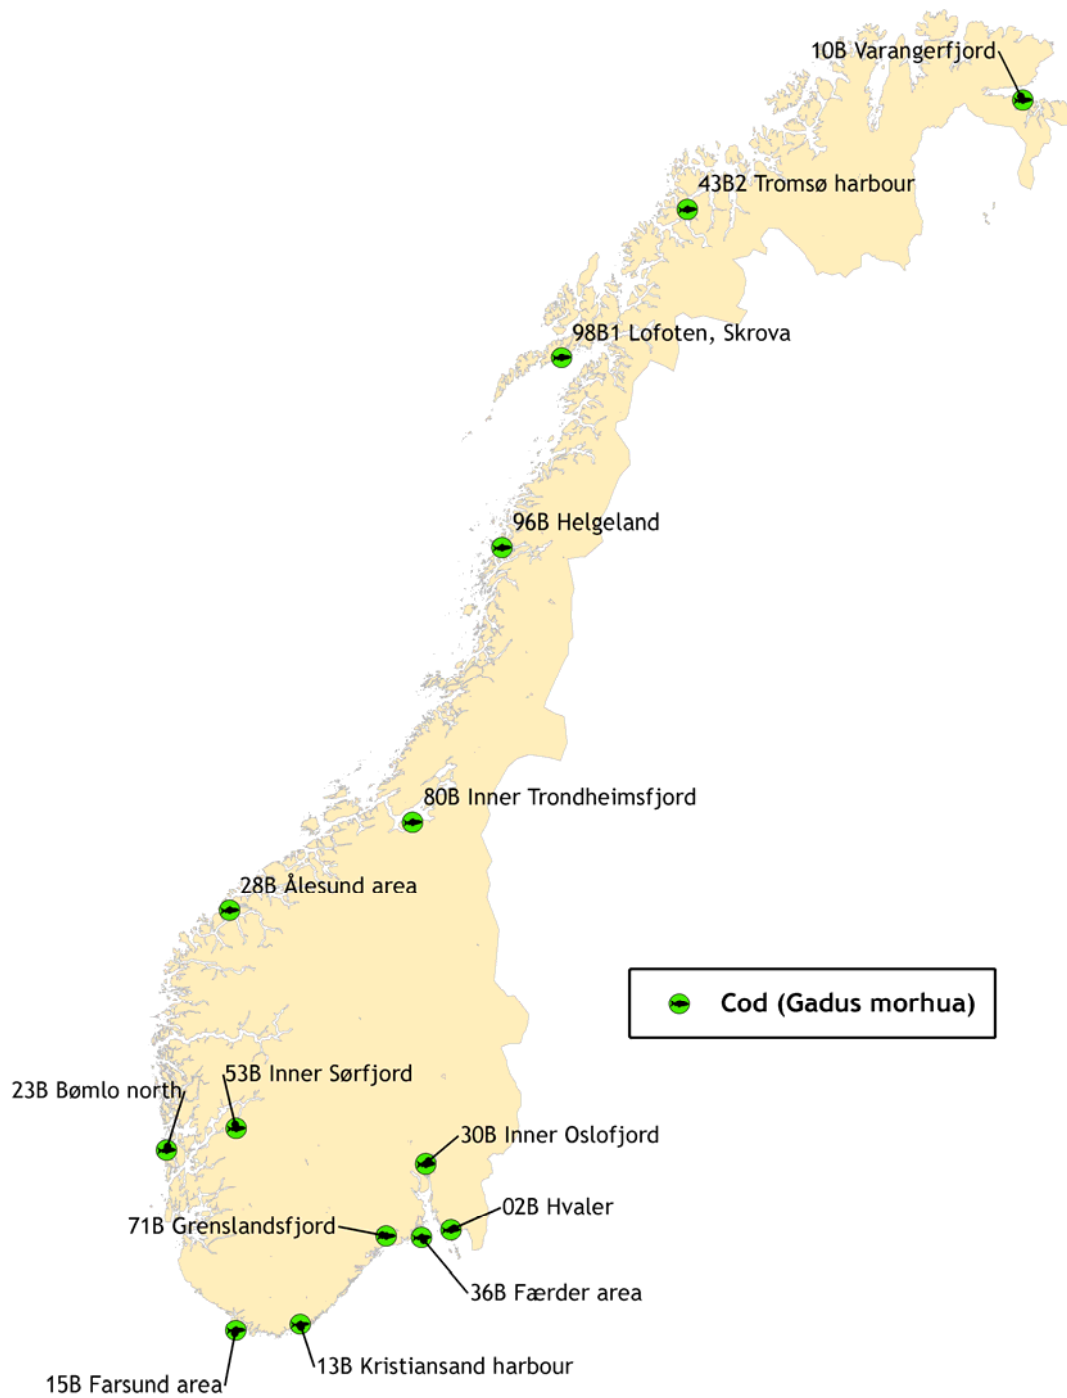 10B Varangerfjord
43B2 Tromsø harbour
98B1 Lofoten, Skrova
96B Helgeland
80B Inner Trondheimsfjord
28B Ålesund area
Cod (Gadus morhua)
53B Inner Sørfjord
23B Bømlo north
30B Inner Oslofjord
02B Hvaler
71B Grenslandsfjord
36B Færder area
13B Kristiansand harbour
15B Farsund area